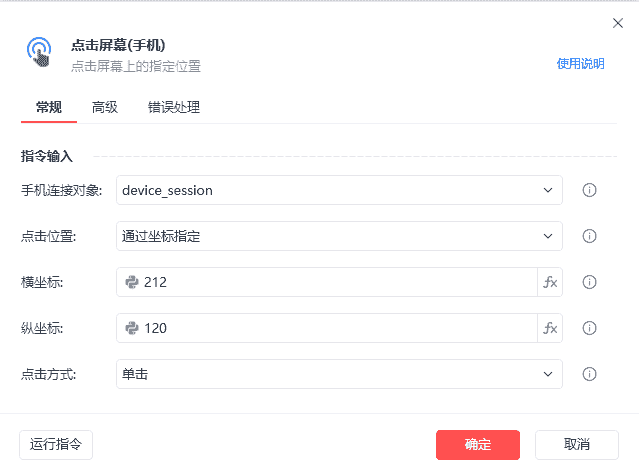 点击屏幕(手机)
点击屏幕上的指定位置
使用说明
常规 高级 错误处理
指令输入
手机连接对象: device_session
点击位置: 通过坐标指定
横坐标: 212 fx
纵坐标: 120 fx
点击方式: 单击
运行指令 确定 取消